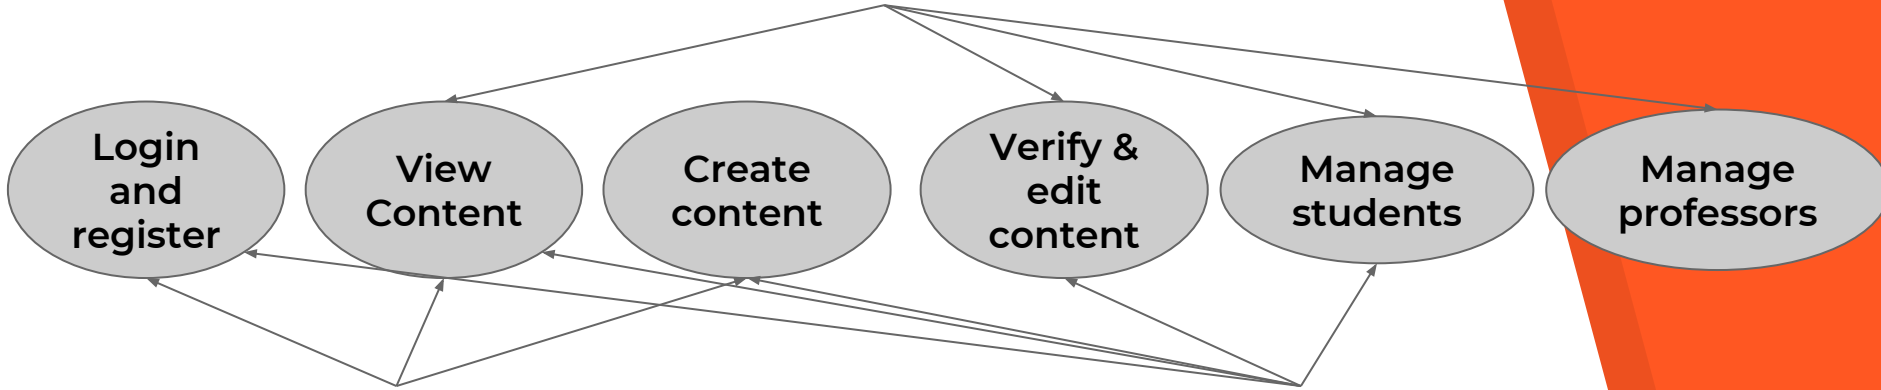 Login
and
register
View
Content
Create
content
Verify &
edit
content
Manage
students
Manage
professors